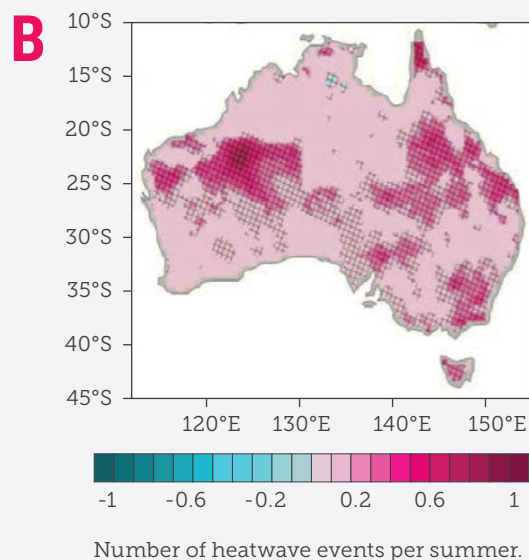 B
10°S
15°S
20°S
25°S
30°S
35°S
40°S
45°S
120°E 130°E 140°E 150°E
-1 -0.6 -0.2 0.2 0.6 1
Number of heatwave events per summer.